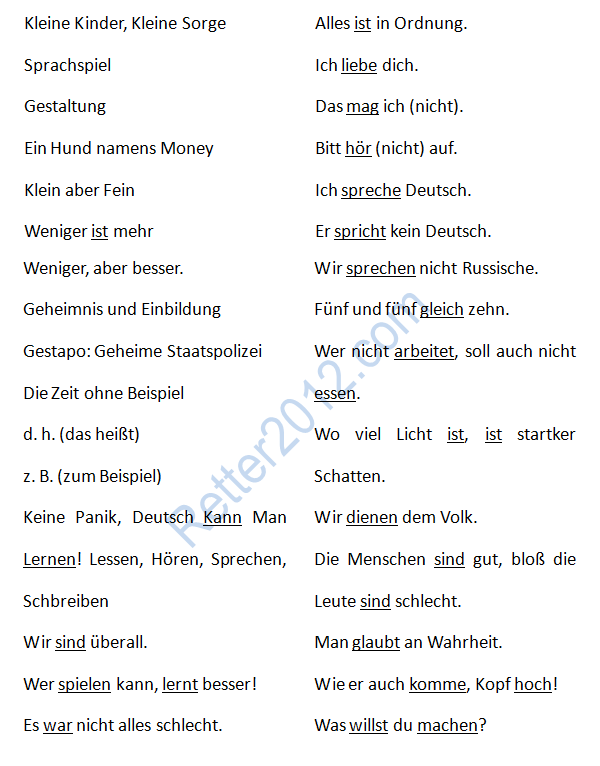 Kleine Kinder, Kleine Sorge
Sprachspiel
Gestaltung
Ein Hund namens Money
Klein aber Fein
Weniger ist mehr
Weniger, aber besser.
Geheimnis und Einbildung
Gestapo: Geheime Staatspolizei
Die Zeit ohne Beispiel
d. h. (das heißt)
z. B. (zum Beispiel)
Keine Panik, Deutsch Kann Man
Lernen! Lessen, Hören, Sprechen,
Schbreiben
Wir sind überall.
Wer spielen kann, lernt besser!
Es war nicht alles schlecht.
Alles ist in Ordnung.
Ich liebe dich.
Das mag ich (nicht).
Bitt hör (nicht) auf.
Ich spreche Deutsch.
Er spricht kein Deutsch.
Wir sprechen nicht Russische.
Fünf und fünf gleich zehn.
Wer nicht arbeitet, soll auch nicht
essen.
Wo viel Licht ist, ist startker
Schatten.
Wir dienen dem Volk.
Die Menschen sind gut, bloß die
Leute sind schlecht.
Man glaubt an Wahrheit.
Wie er auch komme, Kopf hoch!
Was willst du machen?
Retter2012.com